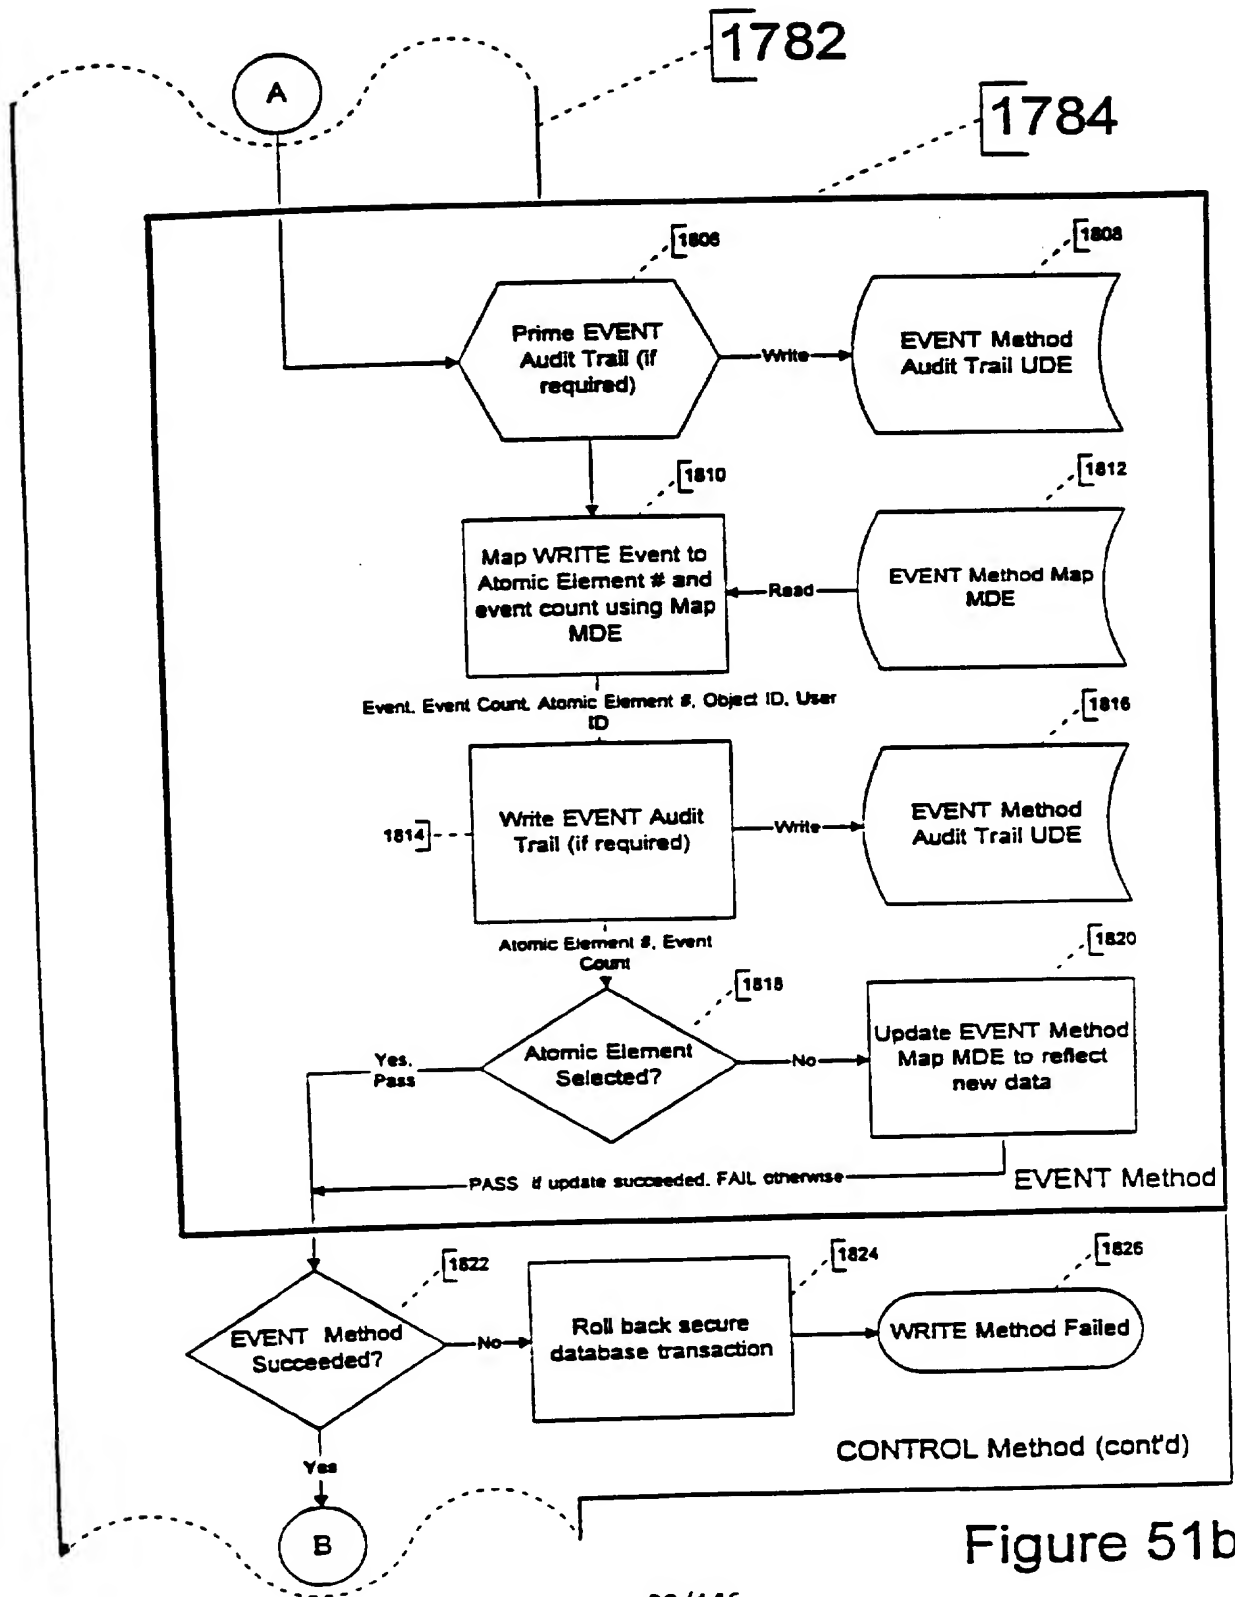 1782
A
1784
1806
1808
Prime EVENT
Audit Trail (if
required)
Write
EVENT Method
Audit Trail UDE
1810
1812
Map WRITE Event to
Atomic Element # and
event count using Map
MDE
Read
EVENT Method Map
MDE
Event, Event Count, Atomic Element #, Object ID, User
ID
1816
1814
Write EVENT Audit
Trail (if required)
Write
EVENT Method
Audit Trail UDE
Atomic Element #, Event
Count
1818
1820
Yes,
Pass
Atomic Element
Selected?
No
Update EVENT Method
Map MDE to reflect
new data
PASS if update succeeded, FAIL otherwise
EVENT Method
1822
1824
1826
EVENT Method
Succeeded?
No
Roll back secure
database transaction
WRITE Method Failed
CONTROL Method (cont'd)
Yes
B
Figure 51b